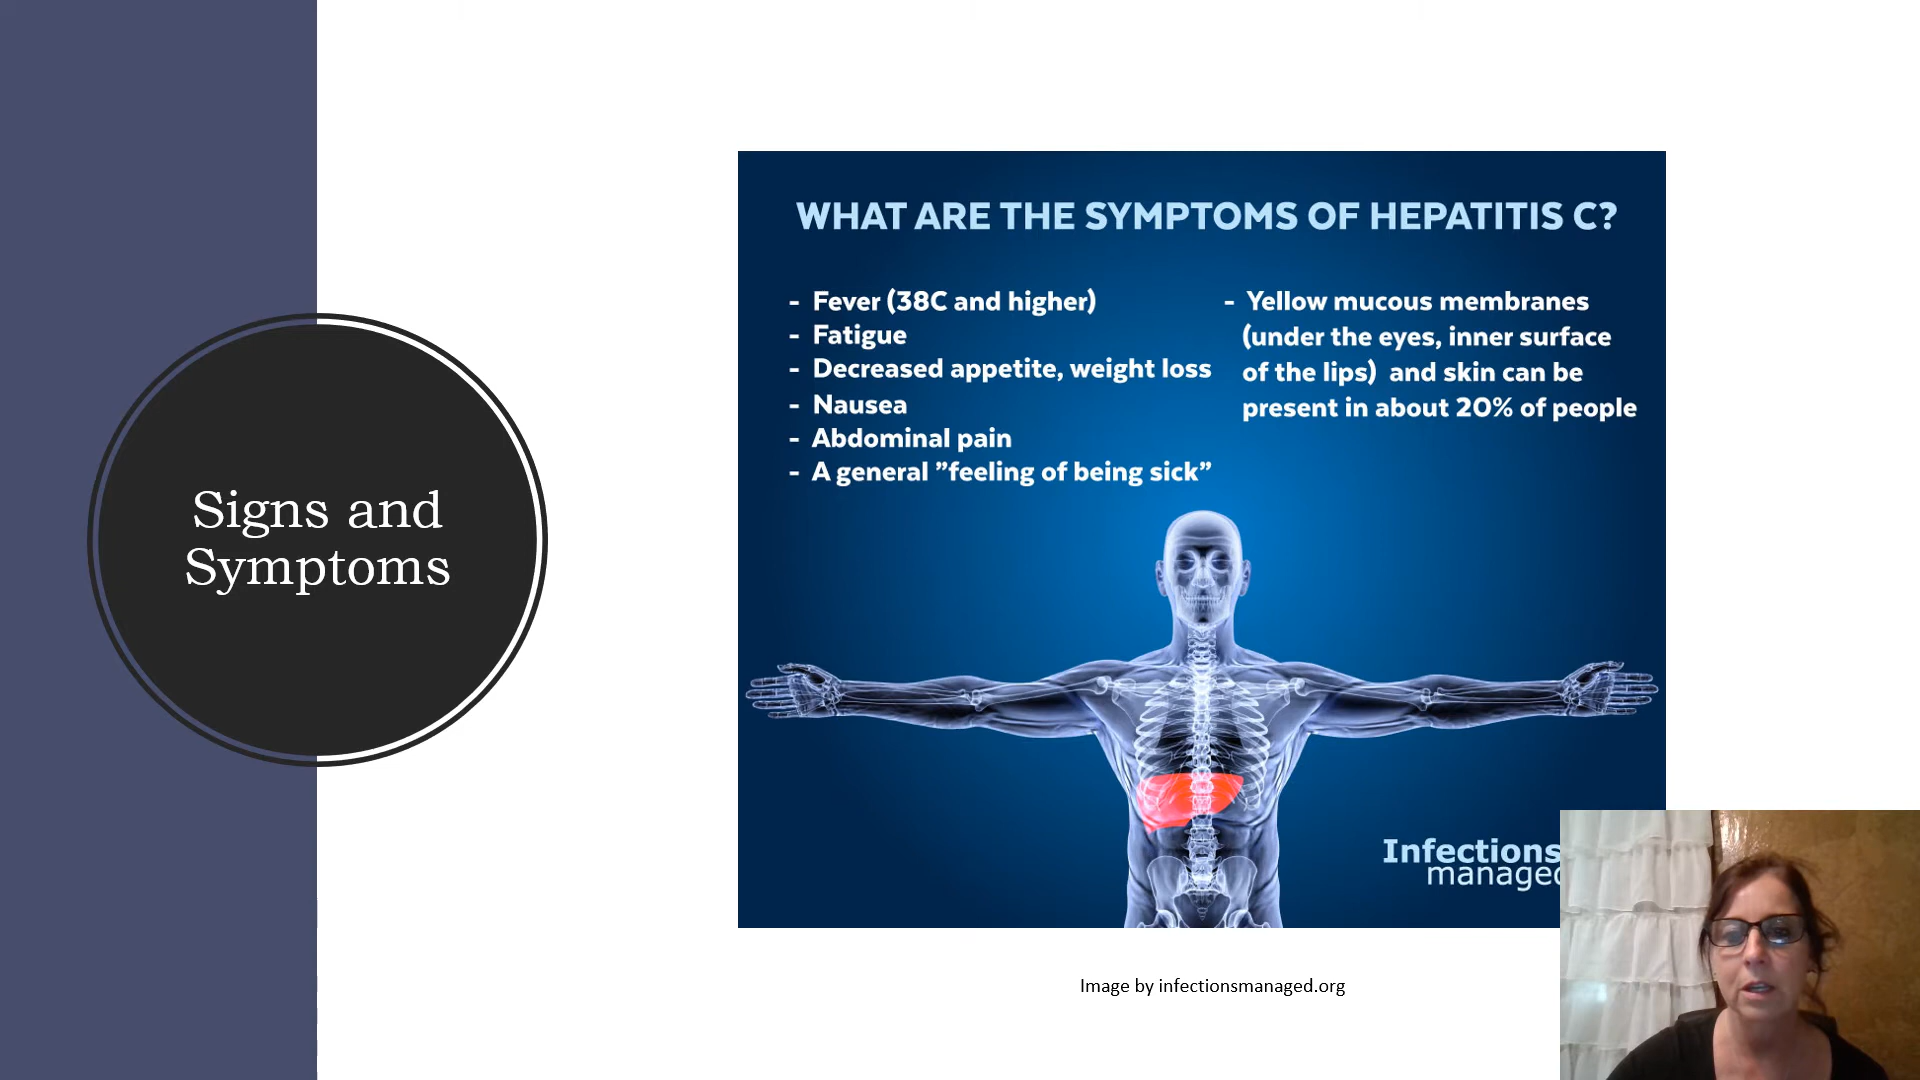 Signs and
Symptoms
WHAT ARE THE SYMPTOMS OF HEPATITIS C?
- Fever (38C and higher)
- Fatigue
- Decreased appetite, weight loss
- Nausea
- Abdominal pain
- A general ”feeling of being sick”
- Yellow mucous membranes
(under the eyes, inner surface
of the lips) and skin can be
present in about 20% of people
Infections
managed
Image by infectionsmanaged.org